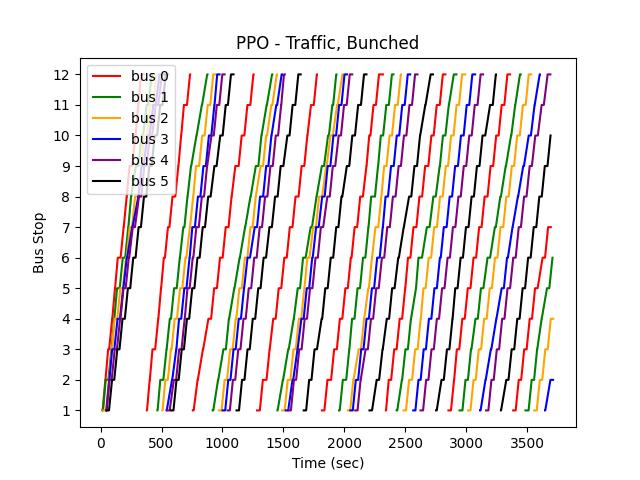 PPO - Traffic, Bunched
bus 0
bus 1
bus 2
bus 3
bus 4
bus 5
12
11
10
9
8
7
6
5
4
3
2
1
Bus Stop
0 500 1000 1500 2000 2500 3000 3500
Time (sec)